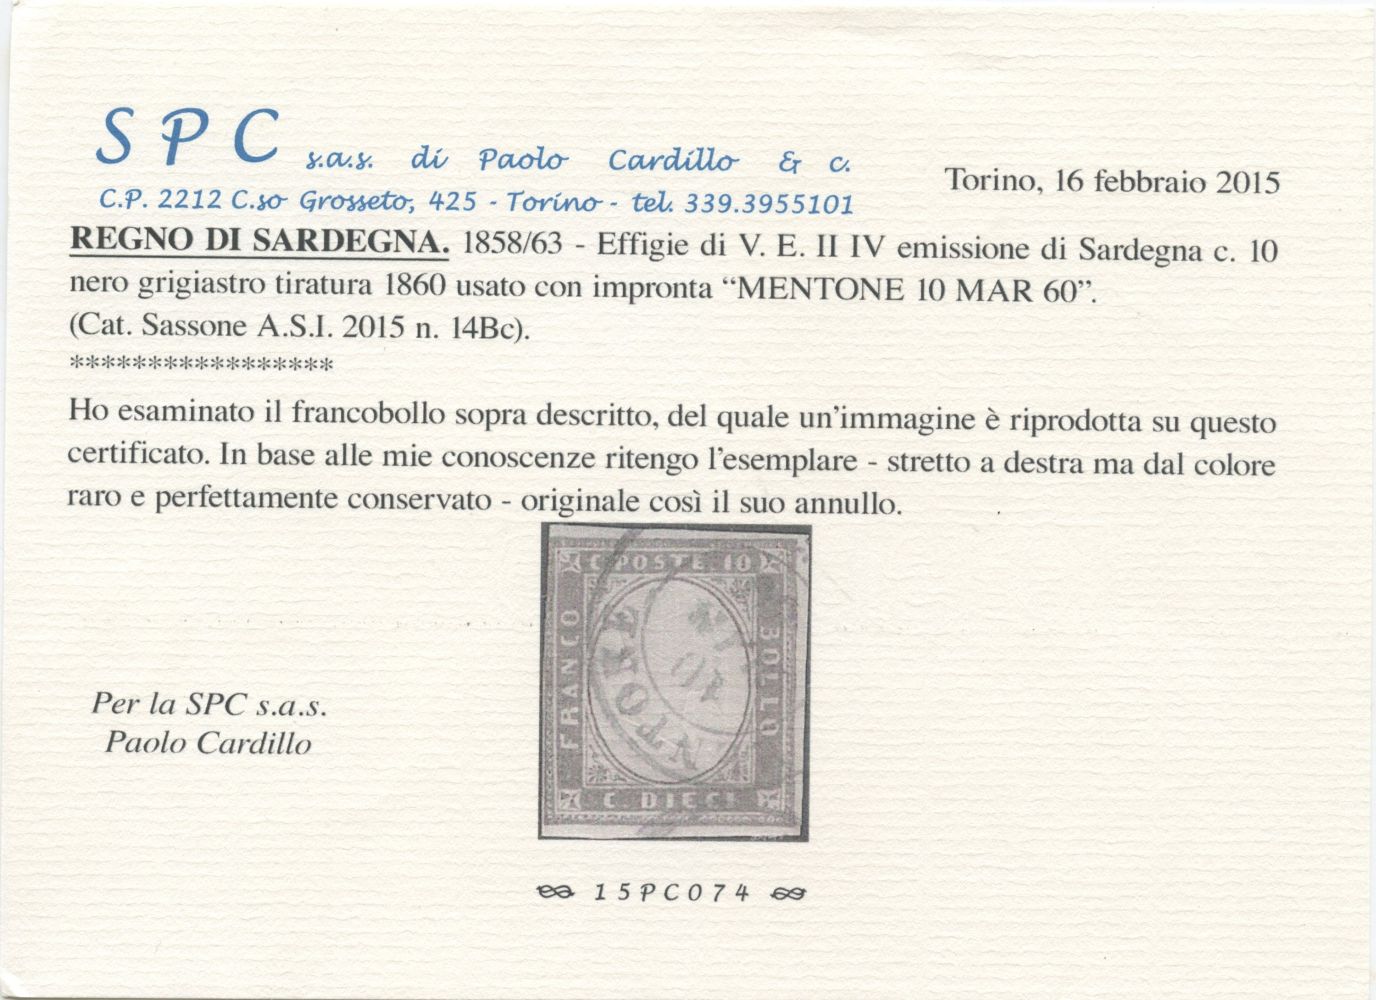 S P C s.a.s. di Paolo Cardillo & c.
C.P. 2212 C.so Grosseto, 425 - Torino - tel. 339.3955101
Torino, 16 febbraio 2015
REGNO DI SARDEGNA. 1858/63 - Effigie di V. E. II IV emissione di Sardegna c. 10
nero grigiastro tiratura 1860 usato con impronta “MENTONE 10 MAR 60”.
(Cat. Sassone A.S.I. 2015 n. 14Bc).
*****************
Ho esaminato il francobollo sopra descritto, del quale un'immagine è riprodotta su questo
certificato. In base alle mie conoscenze ritengo l'esemplare - stretto a destra ma dal colore
raro e perfettamente conservato - originale così il suo annullo.
C POSTE 10
FRANCO
BOLLO
C DIECI
NTONE
10
Per la SPC s.a.s.
Paolo Cardillo
15PC074